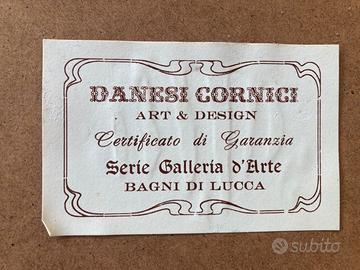 DANESI CORNICI
ART & DESIGN
Certificato di Garanzia
Serie Galleria d'Arte
BAGNI DI LUCCA
subito